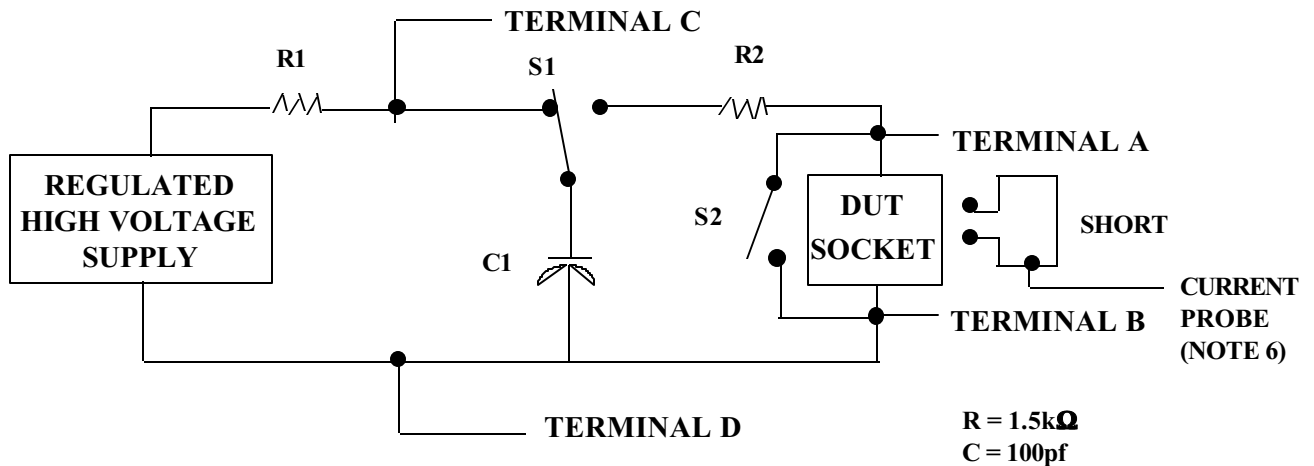 TERMINAL C
R1
S1
R2
TERMINAL A
REGULATED
HIGH VOLTAGE
SUPPLY
S2
DUT
SOCKET
SHORT
C1
CURRENT
PROBE
(NOTE 6)
TERMINAL B
TERMINAL D
R = 1.5kΩ
C = 100pf